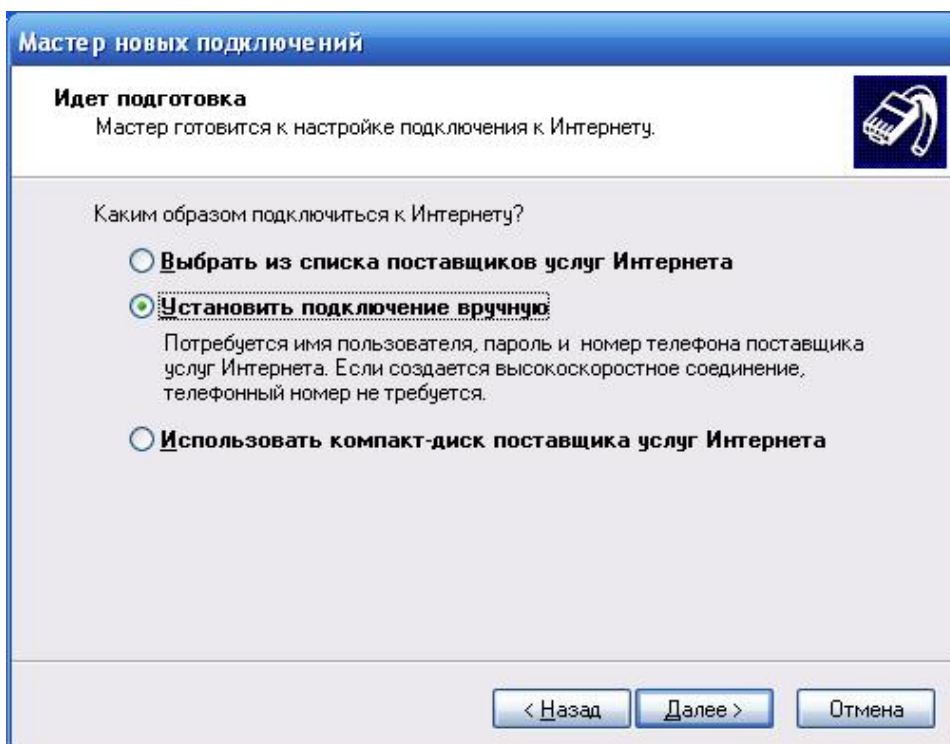 Мастер новых подключений
Идет подготовка
Мастер готовится к настройке подключения к Интернету.
Каким образом подключиться к Интернету?
Выбрать из списка поставщиков услуг Интернета
Установить подключение вручную
Потребуется имя пользователя, пароль и номер телефона поставщика
услуг Интернета. Если создается высокоскоростное соединение,
телефонный номер не требуется.
Использовать компакт-диск поставщика услуг Интернета
< Назад
Далее >
Отмена